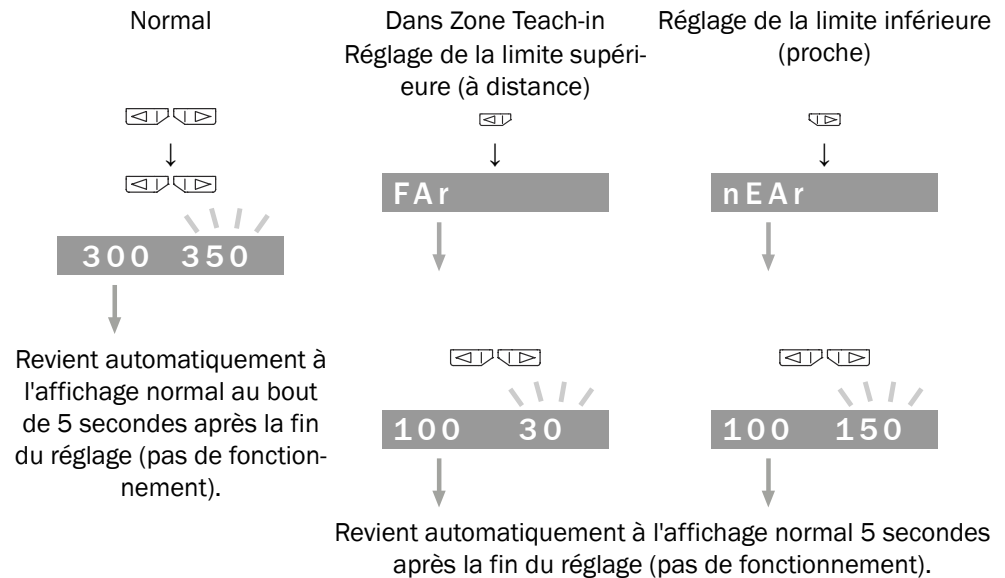 Normal
Revient automatiquement à
l'affichage normal au bout
de 5 secondes après la fin
du réglage (pas de fonction-
nement).
300 350
Dans Zone Teach-in
Réglage de la limite supéri-
eure (à distance)
FAr
100 30
Réglage de la limite inférieure
(proche)
nEAr
100 150
Revient automatiquement à l'affichage normal 5 secondes
après la fin du réglage (pas de fonctionnement).